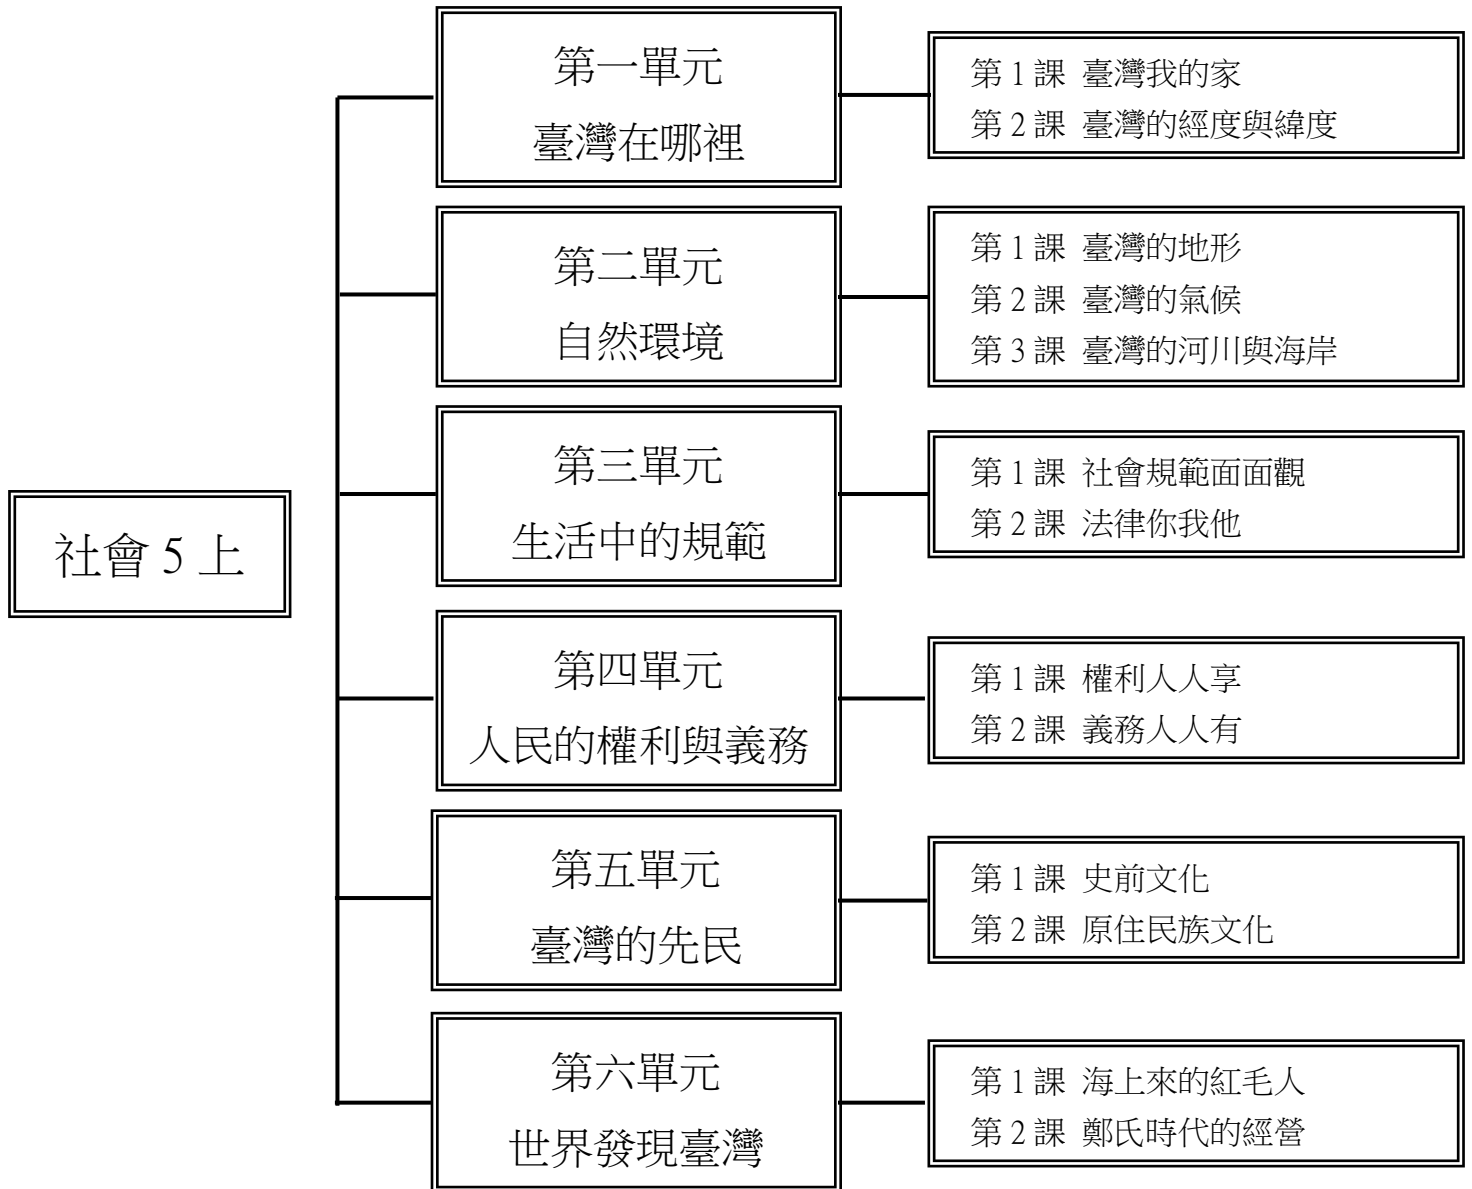 社會 5 上
第一單元
臺灣在哪裡
第 1 課 臺灣我的家
第 2 課 臺灣的經度與緯度
第二單元
自然環境
第 1 課 臺灣的地形
第 2 課 臺灣的氣候
第 3 課 臺灣的河川與海岸
第三單元
生活中的規範
第 1 課 社會規範面面觀
第 2 課 法律你我他
第四單元
人民的權利與義務
第 1 課 權利人人享
第 2 課 義務人人有
第五單元
臺灣的先民
第 1 課 史前文化
第 2 課 原住民族文化
第六單元
世界發現臺灣
第 1 課 海上來的紅毛人
第 2 課 鄭氏時代的經營